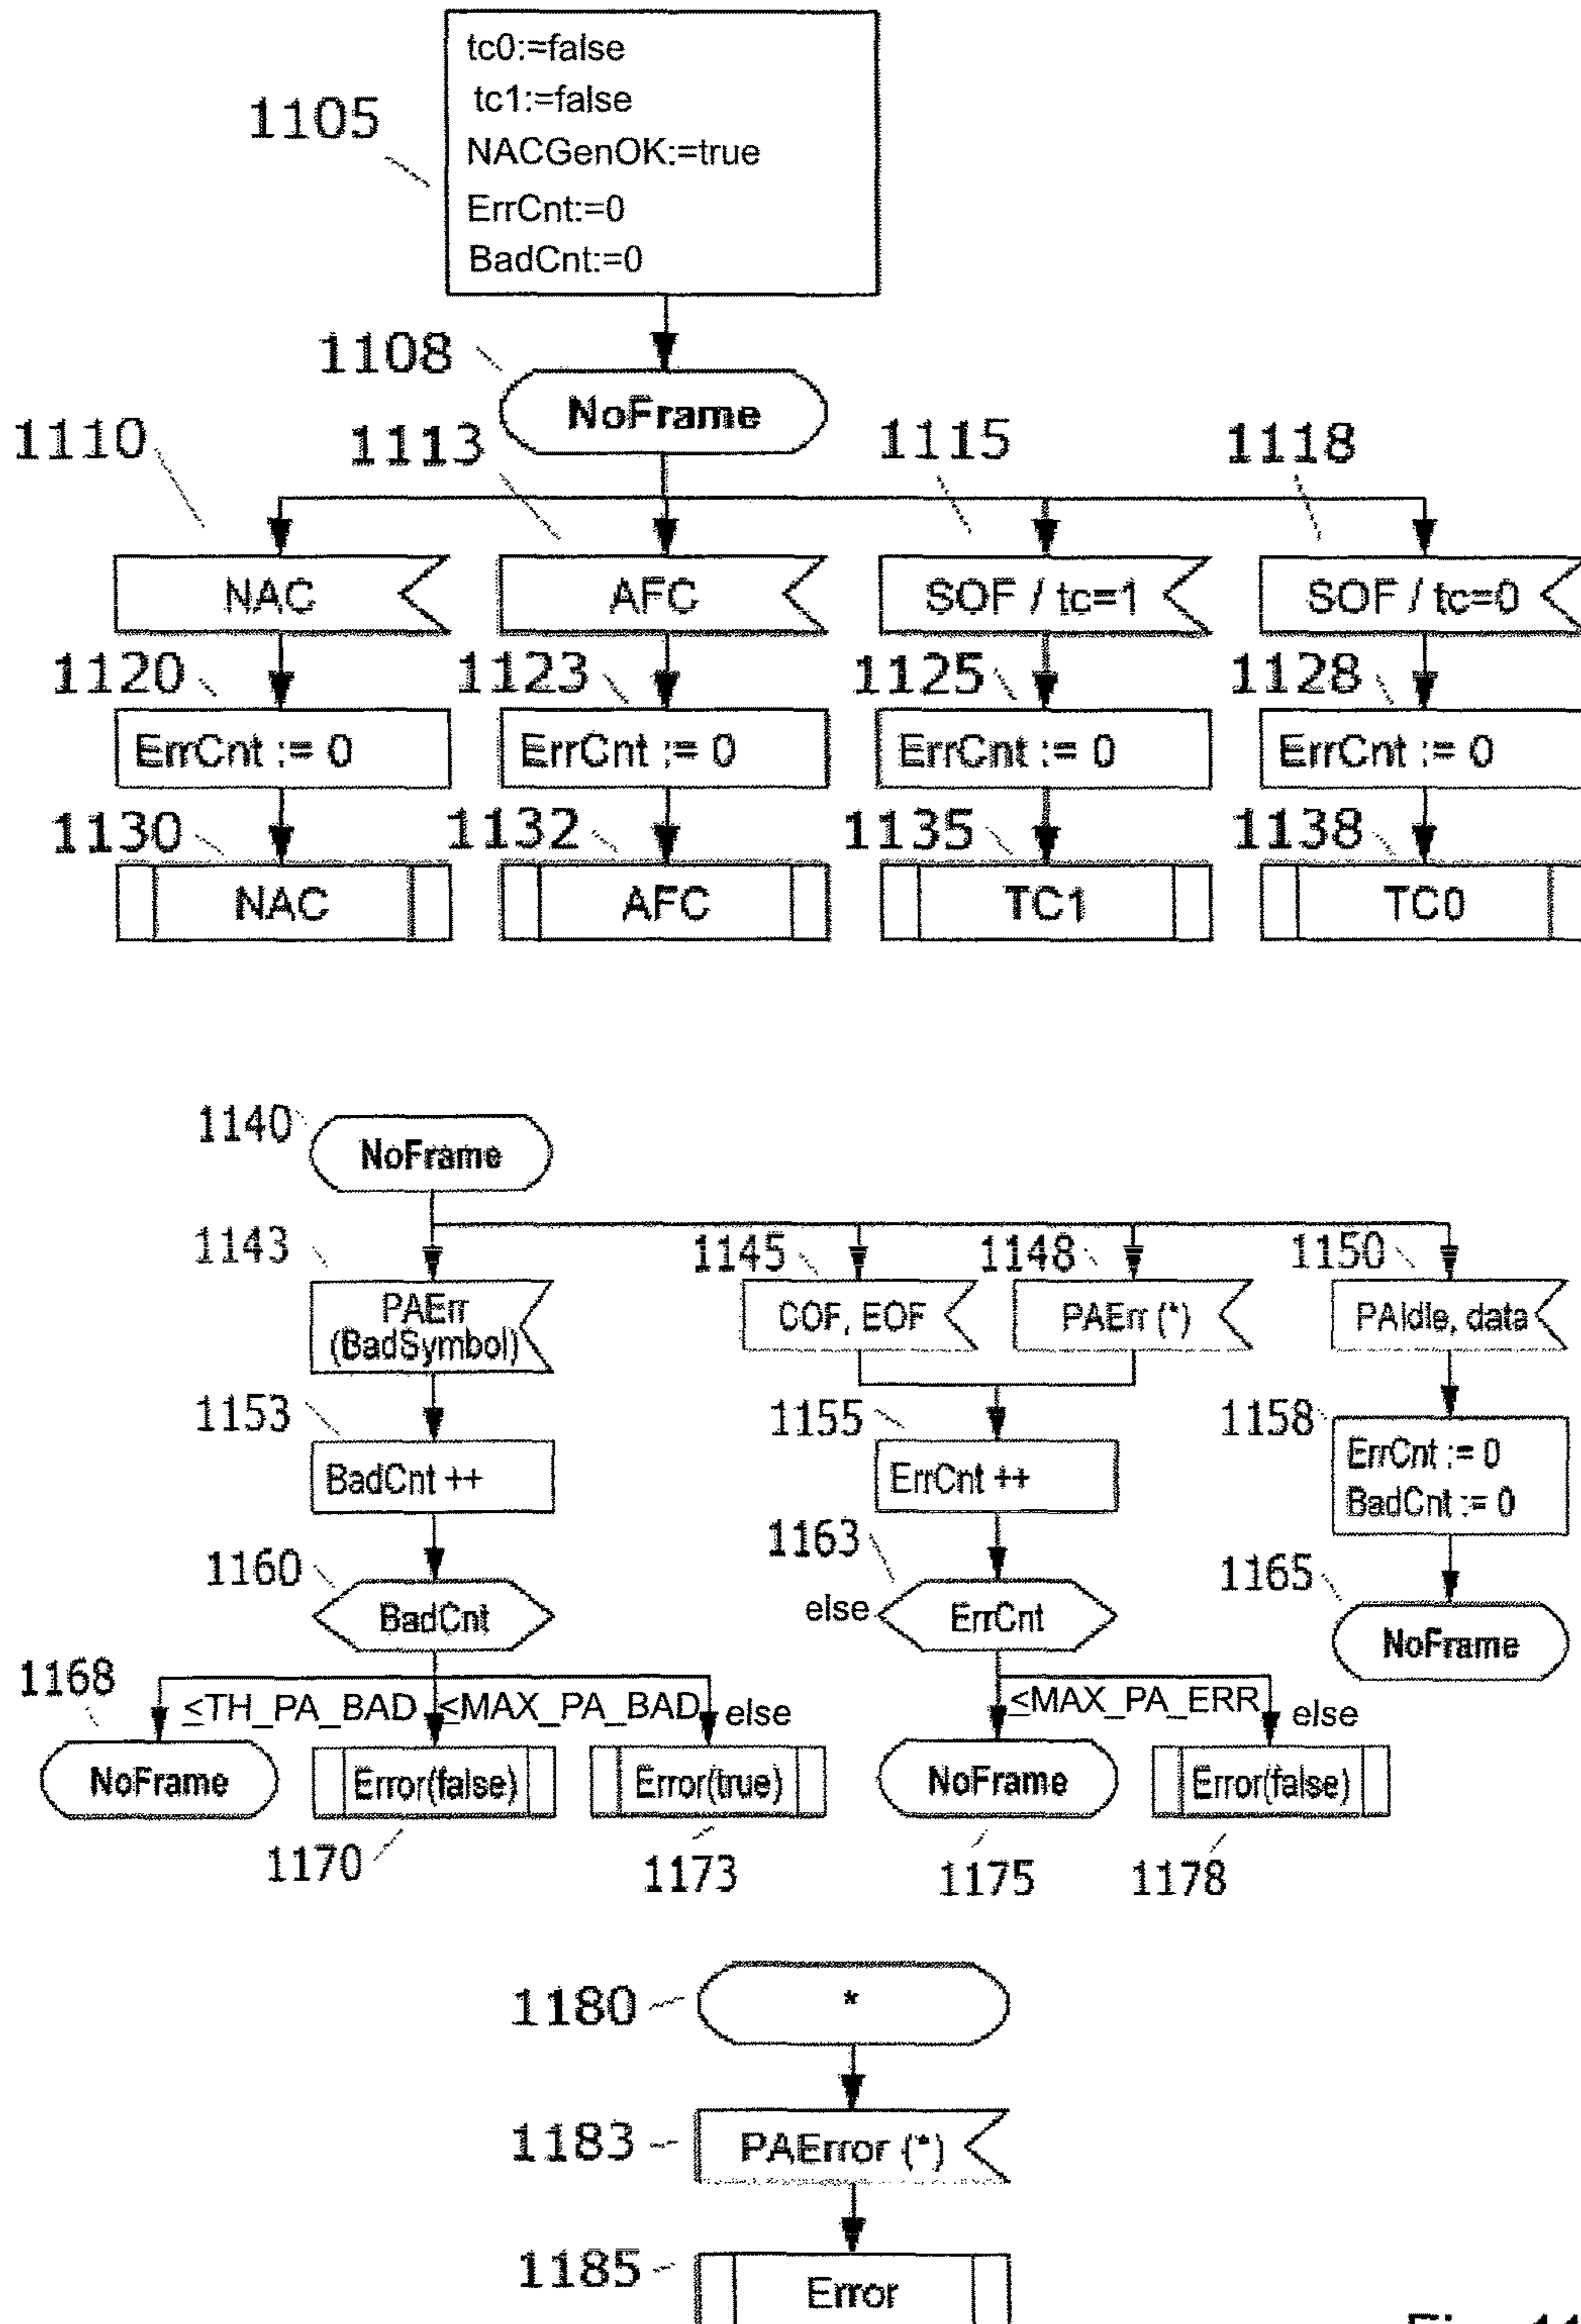 tc0:=false
tc1:=false
1105
NACGenOK:=true
ErrCnt:=0
BadCnt:=0
1108
NoFrame
1110
1113
1115
1118
NAC
AFC
SOF / tc=1
SOF / tc=0
1120
1123
1125
1128
ErrCnt := 0
ErrCnt := 0
ErrCnt := 0
ErrCnt := 0
1130
1132
1135
1138
NAC
AFC
TC1
TC0
1140
NoFrame
1143
1145
1148
1150
PAErr
(BadSymbol)
COF, EOF
PAErr (*)
PAIdle, data
1153
1155
1158
BadCnt ++
ErrCnt ++
ErrCnt := 0
BadCnt := 0
1160
1163
1165
BadCnt
else
ErrCnt
NoFrame
1168
≤TH_PA_BAD
≤MAX_PA_BAD
else
≤MAX_PA_ERR
else
NoFrame
Error(false)
Error(true)
NoFrame
Error(false)
1170
1173
1175
1178
1180
*
1183
PAError (*)
1185
Error